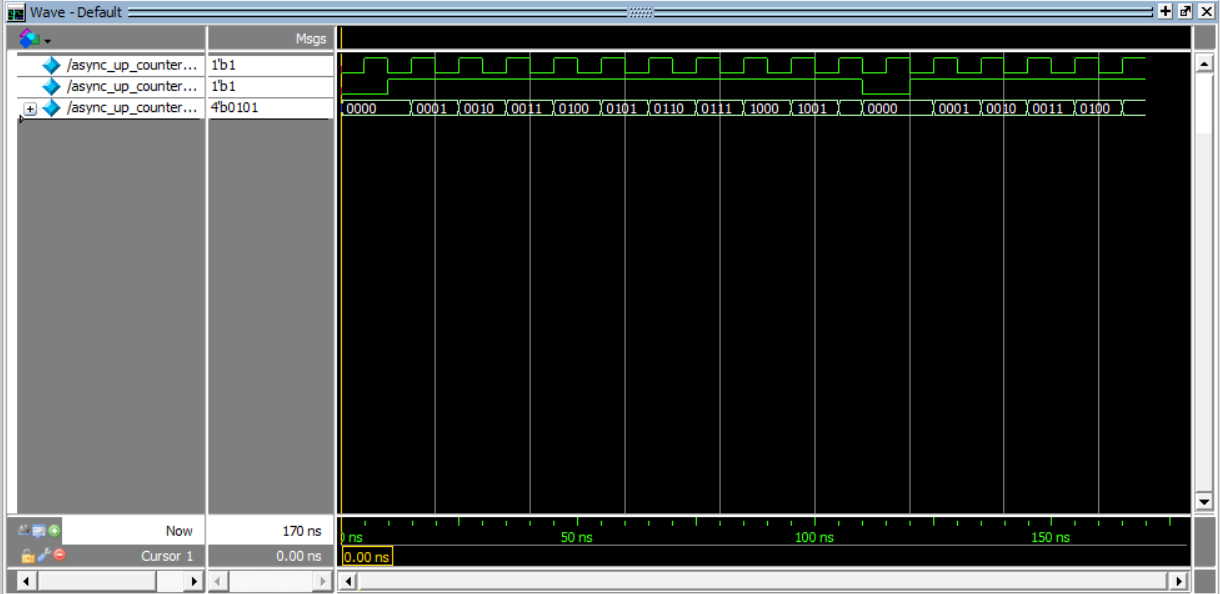 Wave - Default
Msgs
/async_up_counter... 1'b1
/async_up_counter... 1'b1
/async_up_counter... 4'b0101
0000 0001 0010 0011 0100 0101 0110 0111 1000 1001 0000 0001 0010 0011 0100
Now 170 ns
ns 50 ns 100 ns 150 ns
Cursor 1 0.00 ns 0.00 ns